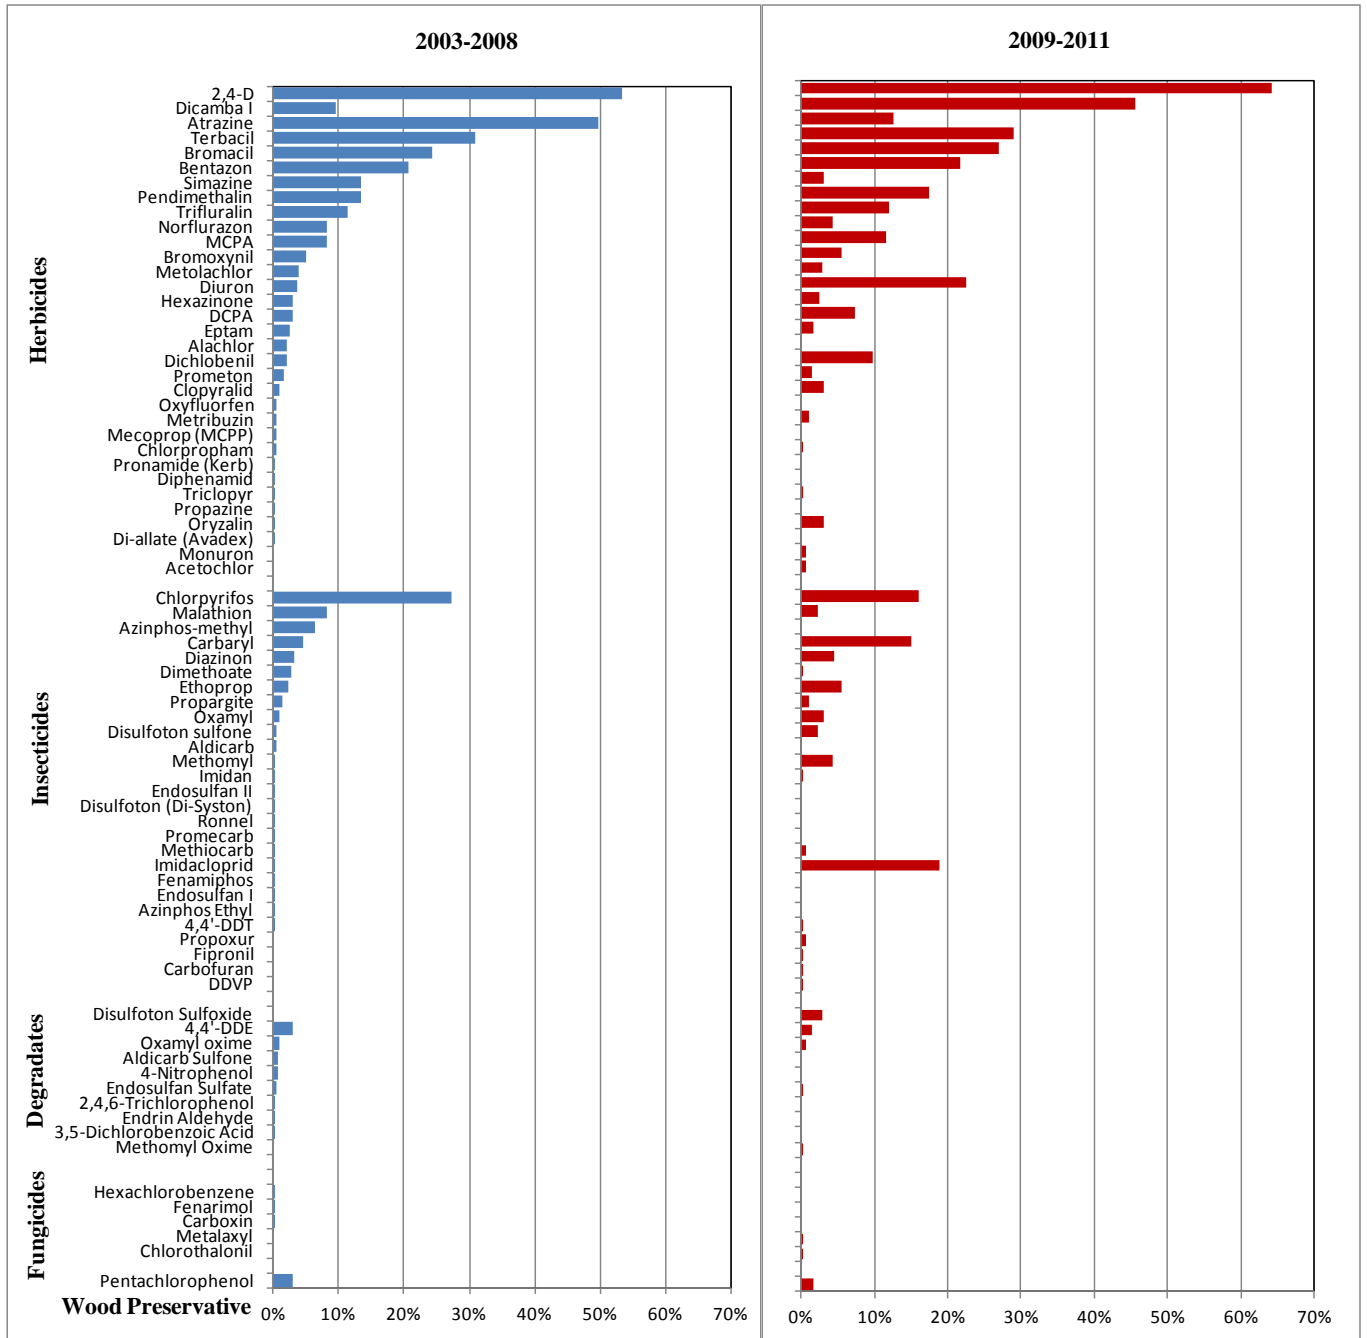 2003-2008
2009-2011
Herbicides
2,4-D
Dicamba I
Atrazine
Terbacil
Bromacil
Bentazon
Simazine
Pendimethalin
Trifluralin
Norflurazon
MCPA
Bromoxynil
Metolachlor
Diuron
Hexazinone
DCPA
Eptam
Alachlor
Dichlobenil
Prometon
Clopyralid
Oxyfluorfen
Metribuzin
Mecoprop (MCPP)
Chlorpropham
Pronamide (Kerb)
Diphenamid
Triclopyr
Propazine
Oryzalin
Di-allate (Avadex)
Monuron
Acetochlor
Insecticides
Chlorpyrifos
Malathion
Azinphos-methyl
Carbaryl
Diazinon
Dimethoate
Ethoprop
Propargite
Oxamyl
Disulfoton sulfone
Aldicarb
Methomyl
Imidan
Endosulfan II
Disulfoton (Di-Syston)
Ronnel
Promecarb
Methiocarb
Imidacloprid
Fenamiphos
Endosulfan I
Azinphos Ethyl
4,4'-DDT
Propoxur
Fipronil
Carbofuran
DDVP
Degradates
Disulfoton Sulfoxide
4,4'-DDE
Oxamyl oxime
Aldicarb Sulfone
4-Nitrophenol
Endosulfan Sulfate
2,4,6-Trichlorophenol
Endrin Aldehyde
3,5-Dichlorobenzoic Acid
Methomyl Oxime
Fungicides
Hexachlorobenzene
Fenarimol
Carboxin
Metalaxyl
Chlorothalonil
Pentachlorophenol
Wood Preservative
0% 10% 20% 30% 40% 50% 60% 70%
0% 10% 20% 30% 40% 50% 60% 70%